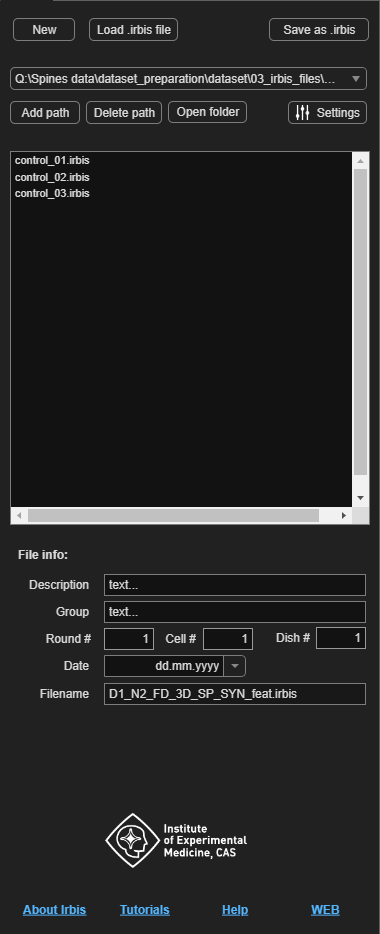 New Load .irbis file Save as .irbis
Q:\Spines data\dataset_preparation\dataset\03_irbis_files\...
Add path Delete path Open folder Settings
control_01.irbis
control_02.irbis
control_03.irbis
File info:
Description text...
Group text...
Round # 1 Cell # 1 Dish # 1
Date dd.mm.yyyy
Filename D1_N2_FD_3D_SP_SYN_feat.irbis
Institute
of Experimental
Medicine, CAS
About Irbis Tutorials Help WEB